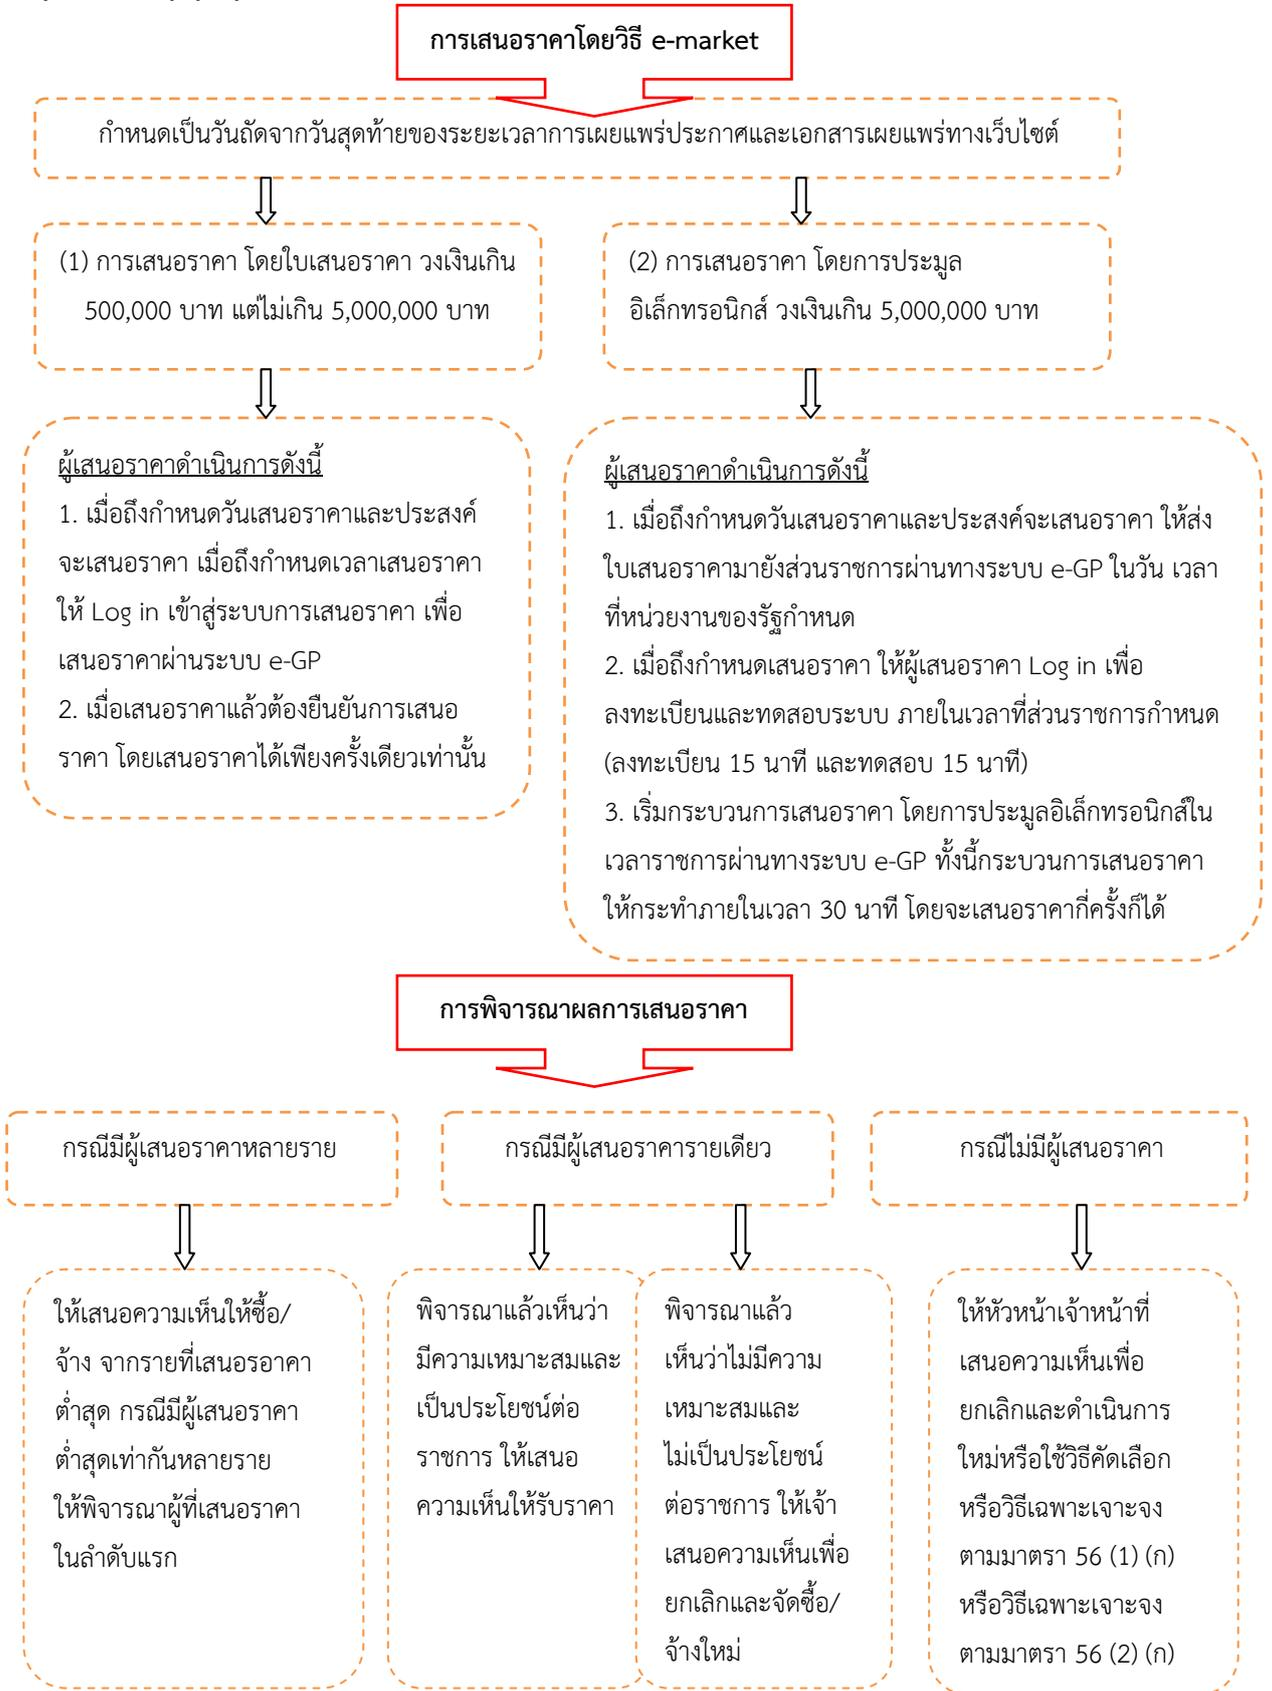 การเสนอราคาโดยวิธี e-market
กำหนดเป็นวันถัดจากวันสุดท้ายของระยะเวลาการเผยแพร่ประกาศและเอกสารเผยแพร่ทางเว็บไซต์
(1) การเสนอราคา โดยใบเสนอราคา วงเงินเกิน
500,000 บาท แต่ไม่เกิน 5,000,000 บาท
(2) การเสนอราคา โดยการประมูล
อิเล็กทรอนิกส์ วงเงินเกิน 5,000,000 บาท
ผู้เสนอราคาดำเนินการดังนี้
1. เมื่อถึงกำหนดวันเสนอราคาและประสงค์
จะเสนอราคา เมื่อถึงกำหนดเวลาเสนอราคา
ให้ Log in เข้าสู่ระบบการเสนอราคา เพื่อ
เสนอราคาผ่านระบบ e-GP
2. เมื่อเสนอราคาแล้วต้องยืนยันการเสนอ
ราคา โดยเสนอราคาได้เพียงครั้งเดียวเท่านั้น
ผู้เสนอราคาดำเนินการดังนี้
1. เมื่อถึงกำหนดวันเสนอราคาและประสงค์จะเสนอราคา ให้ส่ง
ใบเสนอราคามายังส่วนราชการผ่านทางระบบ e-GP ในวัน เวลา
ที่หน่วยงานของรัฐกำหนด
2. เมื่อถึงกำหนดเสนอราคา ให้ผู้เสนอราคา Log in เพื่อ
ลงทะเบียนและทดสอบระบบ ภายในเวลาที่ส่วนราชการกำหนด
(ลงทะเบียน 15 นาที และทดสอบ 15 นาที)
3. เริ่มกระบวนการเสนอราคา โดยการประมูลอิเล็กทรอนิกส์ใน
เวลาราชการผ่านทางระบบ e-GP ทั้งนี้กระบวนการเสนอราคา
ให้กระทำภายในเวลา 30 นาที โดยจะเสนอราคากี่ครั้งก็ได้
การพิจารณาผลการเสนอราคา
กรณีมีผู้เสนอราคาหลายราย
กรณีมีผู้เสนอราคารายเดียว
กรณีไม่มีผู้เสนอราคา
ให้เสนอความเห็นให้ซื้อ/
จ้าง จากรายที่เสนอรอาคา
ต่ำสุด กรณีมีผู้เสนอราคา
ต่ำสุดเท่ากันหลายราย
ให้พิจารณาผู้ที่เสนอราคา
ในลำดับแรก
พิจารณาแล้วเห็นว่า
มีความเหมาะสมและ
เป็นประโยชน์ต่อ
ราชการ ให้เสนอ
ความเห็นให้รับราคา
พิจารณาแล้ว
เห็นว่าไม่มีความ
เหมาะสมและ
ไม่เป็นประโยชน์
ต่อราชการ ให้เจ้า
เสนอความเห็นเพื่อ
ยกเลิกและจัดซื้อ/
จ้างใหม่
ให้หัวหน้าเจ้าหน้าที่
เสนอความเห็นเพื่อ
ยกเลิกและดำเนินการ
ใหม่หรือใช้วิธีคัดเลือก
หรือวิธีเฉพาะเจาะจง
ตามมาตรา 56 (1) (ก)
หรือวิธีเฉพาะเจาะจง
ตามมาตรา 56 (2) (ก)